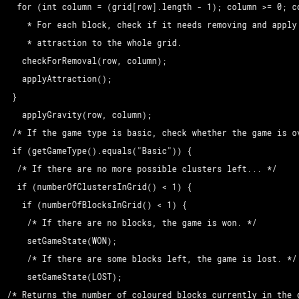 for (int column = (grid[row].length - 1); column >= 0; co
* For each block, check if it needs removing and apply
* attraction to the whole grid.
checkForRemoval(row, column);
applyAttraction();
}
applyGravity(row, column);
/* If the game type is basic, check whether the game is ov
if (getGameType().equals("Basic")) {
/* If there are no more possible clusters left... */
if (numberOfClustersInGrid() < 1) {
if (numberOfBlocksInGrid() < 1) {
/* If there are no blocks, the game is won. */
setGameState(WON);
/* If there are some blocks left, the game is lost. */
setGameState(LOST);
/* Returns the number of coloured blocks currently in the g